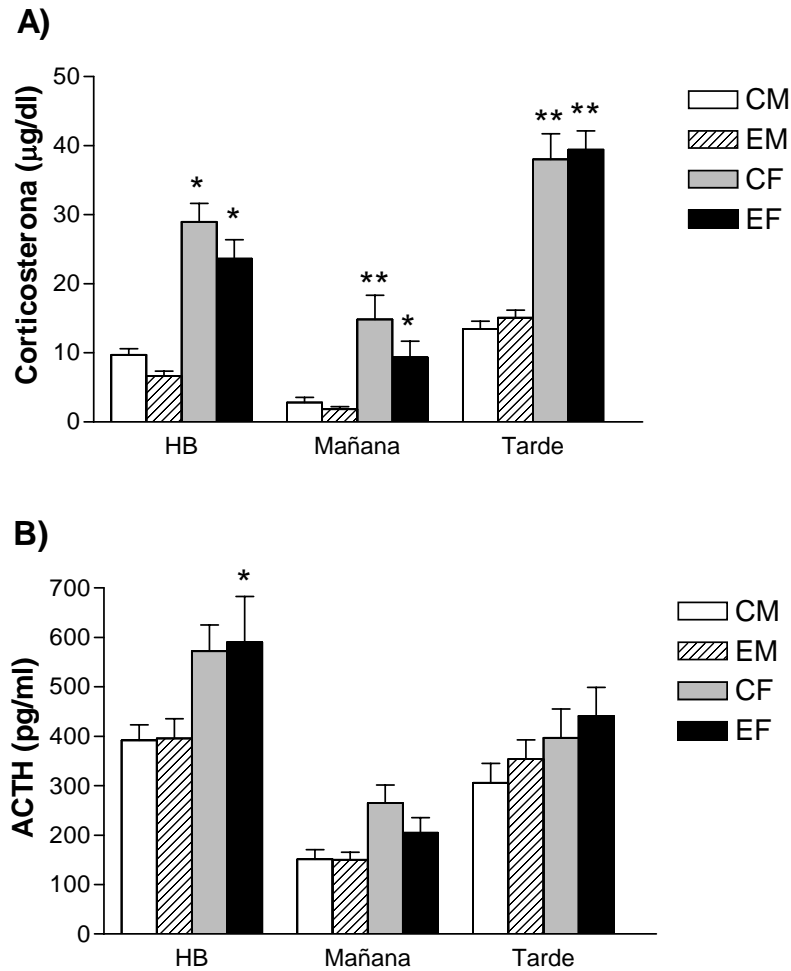 A)
Corticosterona (µg/dl)
50
40
30
20
10
0
* * ** * ** **
HB Mañana Tarde
CM
EM
CF
EF
B)
ACTH (pg/ml)
700
600
500
400
300
200
100
0
*
HB Mañana Tarde
CM
EM
CF
EF